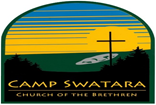 CAMP SWATARA
CHURCH OF THE BRETHREN